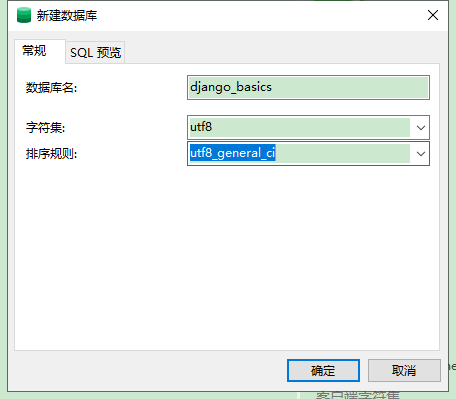 新建数据库
常规 SQL 预览
数据库名: django_basics
字符集: utf8
排序规则: utf8_general_ci
确定 取消